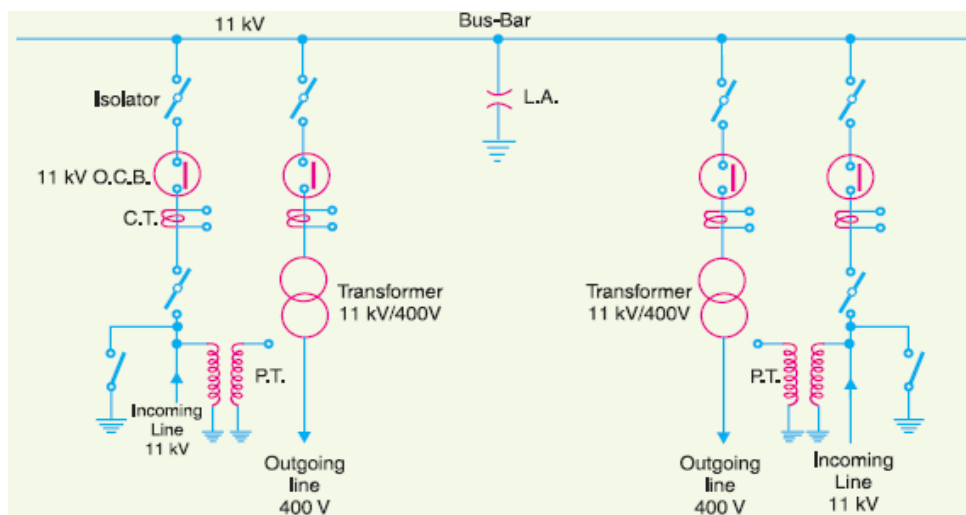 11 kV
Bus-Bar
Isolator
L.A.
11 kV O.C.B.
C.T.
Transformer
11 kV/400V
Transformer
11 kV/400V
P.T.
P.T.
Incoming
Line
11 kV
Outgoing
line
400 V
Outgoing
line
400 V
Incoming
Line
11 kV